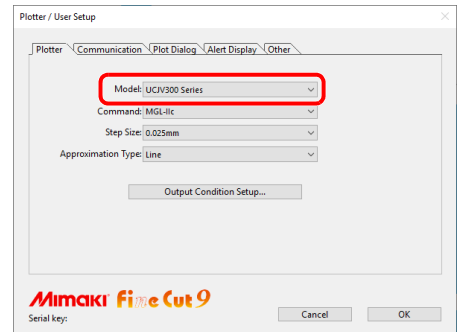 Plotter / User Setup
Plotter Communication Plot Dialog Alert Display Other
Model: UCJV300 Series
Command: MGL-IIc
Step Size: 0.025mm
Approximation Type: Line
Output Condition Setup...
Mimaki Fine Cut 9
Serial key:
Cancel OK